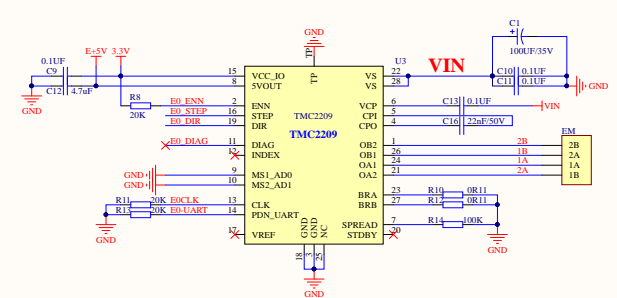 GND
C1
100UF/35V
E+5V 3.3V
0.1UF
C9
C12 4.7uF
GND
TP
TP
U3
VIN
15 VCC_IO VS 22
8 5VOUT VS 28
C10 0.1UF
C11 0.1UF
GND
R8
20K
E0_ENN 2 ENN
E0_STEP 16 STEP
E0_DIR 19 DIR
TMC2209
TMC2209
VCP 6 C13 0.1UF VIN
CPI 5
CPO 4 C16 22nF/50V
E0_DIAG 11 DIAG
12 INDEX
OB2 1 2B
OB1 26 1B
OA1 24 1A
OA2 21 2A
EM
2B
2A
1A
1B
GND 9 MS1_AD0
GND 10 MS2_AD1
R11 20K E0CLK 13 CLK
R13 20K E0-UART 14 PDN_UART
GND
17 VREF
BRA 23 R10 0R11
BRB 27 R12 0R11
SPREAD 7 R14 100K
STDBY 20
GND
GND GND NC
18 3 25
GND